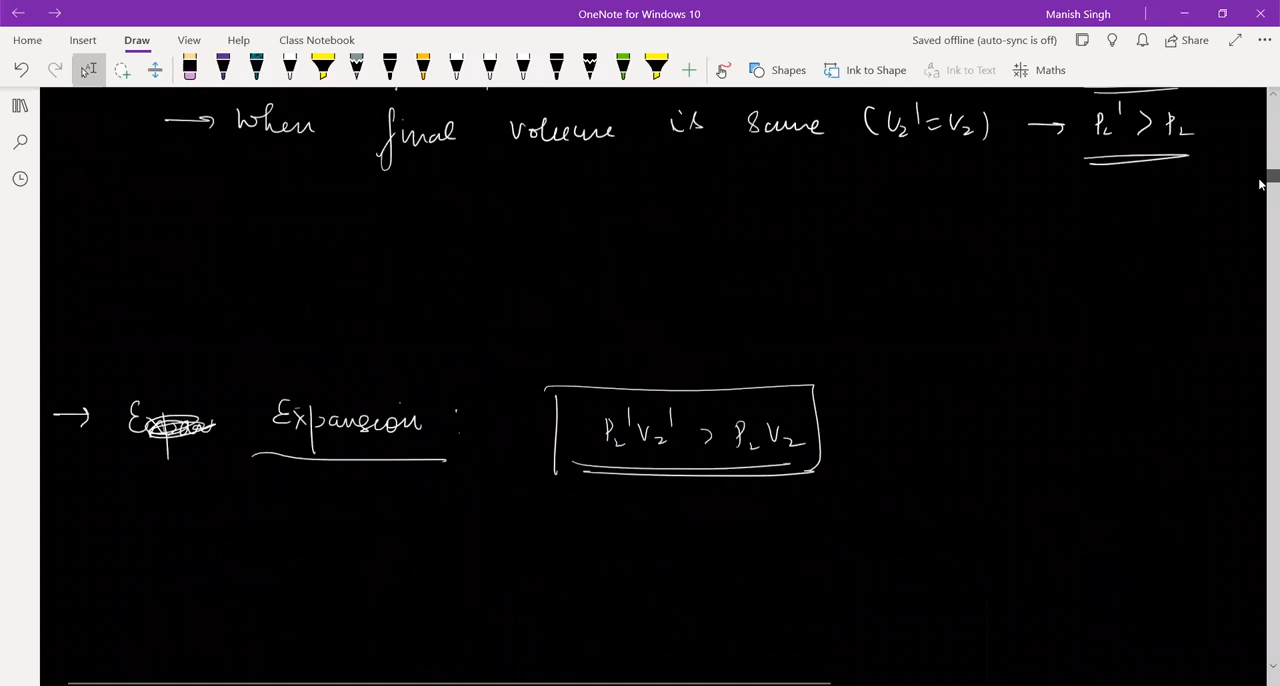 OneNote for Windows 10
Manish Singh
Home Insert Draw View Help Class Notebook
Saved offline (auto-sync is off) Share
Shapes Ink to Shape Ink to Text Maths
→ When final volume is same (V₂' = V₂) → P₂' > P₂
→ Expansion : P₂'V₂' > P₂V₂